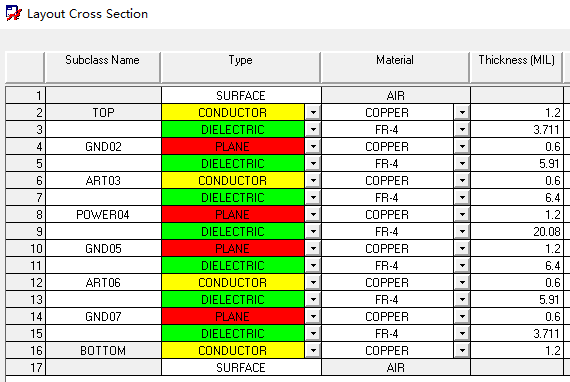 Layout Cross Section
Subclass Name Type Material Thickness (MIL)
1 SURFACE AIR
2 TOP CONDUCTOR COPPER 1.2
3 DIELECTRIC FR-4 3.711
4 GND02 PLANE COPPER 0.6
5 DIELECTRIC FR-4 5.91
6 ART03 CONDUCTOR COPPER 0.6
7 DIELECTRIC FR-4 6.4
8 POWER04 PLANE COPPER 1.2
9 DIELECTRIC FR-4 20.08
10 GND05 PLANE COPPER 1.2
11 DIELECTRIC FR-4 6.4
12 ART06 CONDUCTOR COPPER 0.6
13 DIELECTRIC FR-4 5.91
14 GND07 PLANE COPPER 0.6
15 DIELECTRIC FR-4 3.711
16 BOTTOM CONDUCTOR COPPER 1.2
17 SURFACE AIR